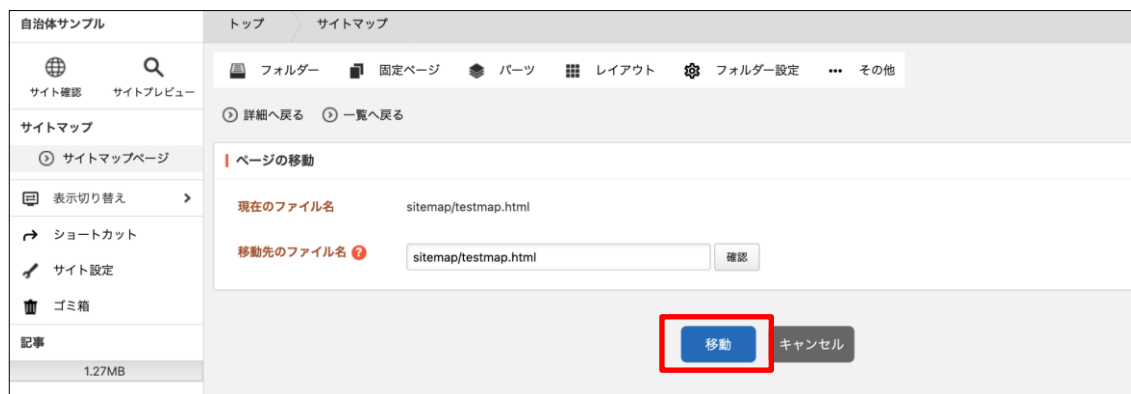 自治体サンプル
トップ サイトマップ
サイト確認 サイトプレビュー
フォルダー 固定ページ パーツ レイアウト フォルダー設定 その他
詳細へ戻る 一覧へ戻る
サイトマップ
サイトマップページ
ページの移動
表示切り替え
現在のファイル名 sitemap/testmap.html
ショートカット
移動先のファイル名 ? sitemap/testmap.html 確認
サイト設定
ゴミ箱
記事
移動 キャンセル
1.27MB